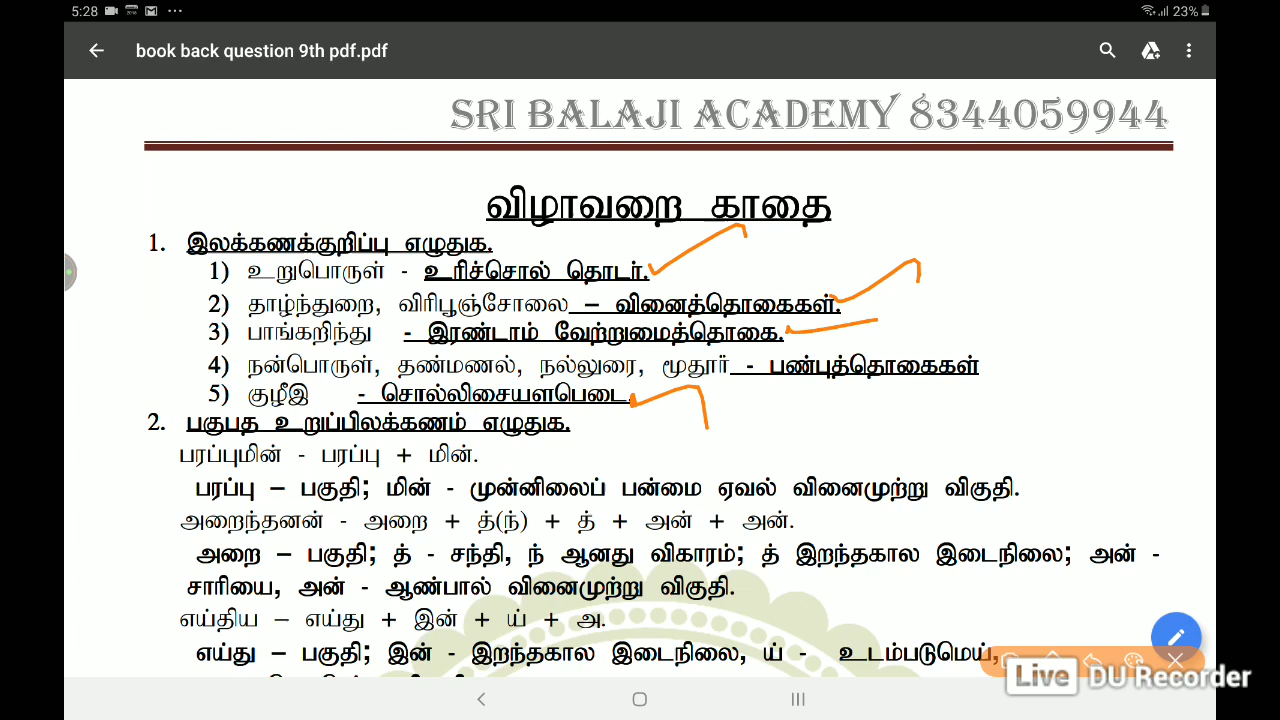 5:28
23%
book back question 9th pdf.pdf
SRI BALAJI ACADEMY 8344059944
விழாவறை காதை
1. இலக்கணக்குறிப்பு எழுதுக.
1) உறுபொருள் - உரிச்சொல் தொடர்.
2) தாழ்ந்துறை, விரிபூஞ்சோலை – வினைத்தொகைகள்.
3) பாங்கறிந்து - இரண்டாம் வேற்றுமைத்தொகை.
4) நன்பொருள், தண்மணல், நல்லுரை, மூதூர் - பண்புத்தொகைகள்
5) குழீஇ - சொல்லிசையளபெடை.
2. பகுபத உறுப்பிலக்கணம் எழுதுக.
பரப்புமின் - பரப்பு + மின்.
பரப்பு – பகுதி; மின் - முன்னிலைப் பன்மை ஏவல் வினைமுற்று விகுதி.
அறைந்தனன் - அறை + த்(ந்) + த் + அன் + அன்.
அறை – பகுதி; த் - சந்தி, ந் ஆனது விகாரம்; த் இறந்தகால இடைநிலை; அன் -
சாரியை, அன் - ஆண்பால் வினைமுற்று விகுதி.
எய்திய – எய்து + இன் + ய் + அ.
எய்து – பகுதி; இன் - இறந்தகால இடைநிலை, ய் - உடம்படுமெய்,
Live DU Recorder